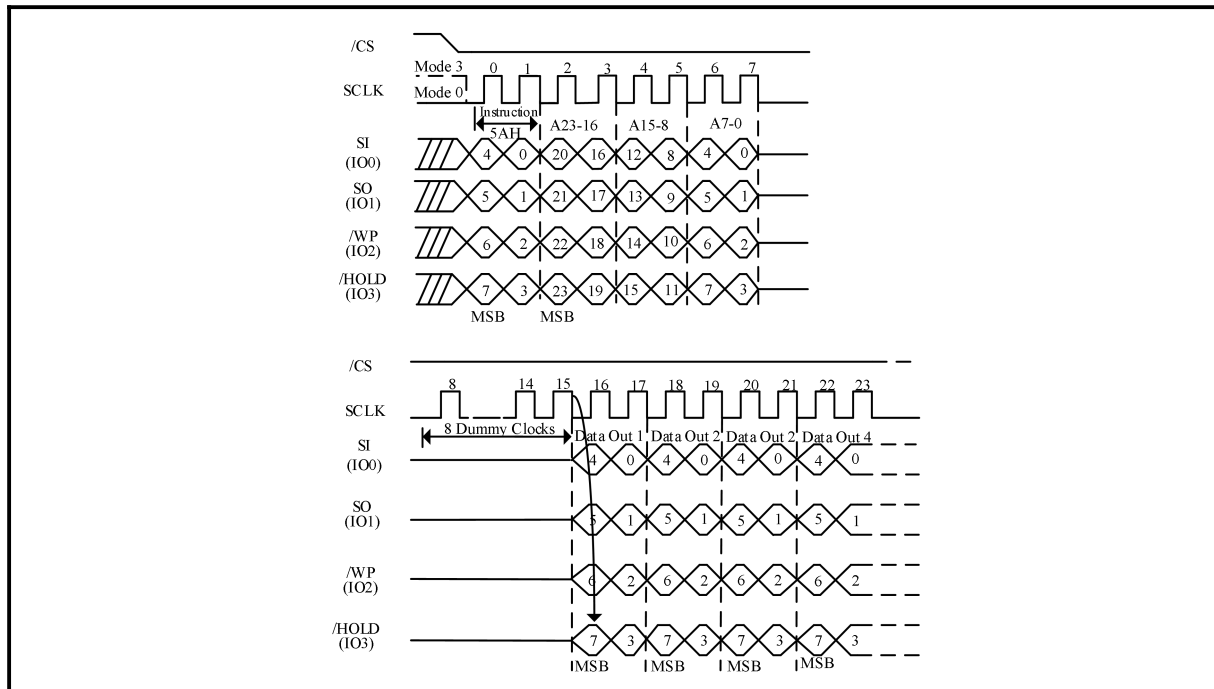 /CS
Mode 3 0 1 2 3 4 5 6 7
SCLK Mode 0
Instruction
5AH A23-16 A15-8 A7-0
SI
(IO0) 4 0 20 16 12 8 4 0
SO
(IO1) 5 1 21 17 13 9 5 1
/WP
(IO2) 6 2 22 18 14 10 6 2
/HOLD
(IO3) 7 3 23 19 15 11 7 3
MSB MSB
/CS
8 14 15 16 17 18 19 20 21 22 23
SCLK
8 Dummy Clocks Data Out 1 Data Out 2 Data Out 2 Data Out 4
SI
(IO0) 4 0 4 0 4 0 4 0
SO
(IO1) 5 1 5 1 5 1 5 1
/WP
(IO2) 6 2 6 2 6 2 6 2
/HOLD
(IO3) 7 3 7 3 7 3 7 3
MSB MSB MSB MSB